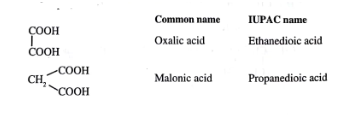 Common name IUPAC name
COOH
Oxalic acid Ethanedioic acid
COOH
COOH
CH₂ Malonic acid Propanedioic acid
COOH